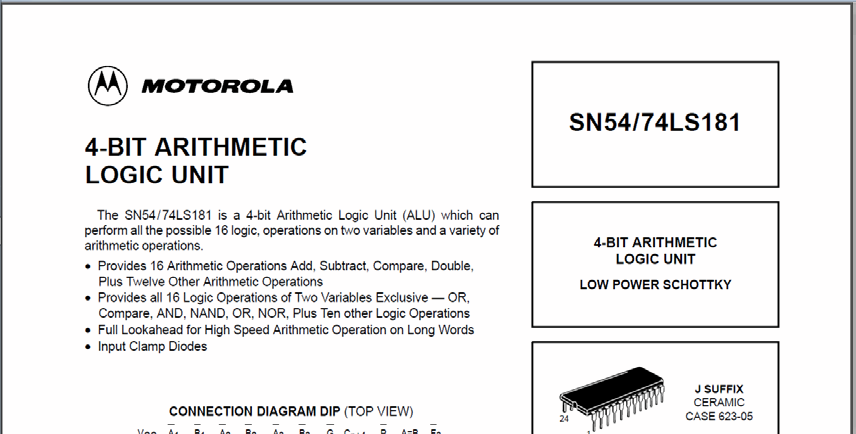 MOTOROLA
SN54/74LS181
4-BIT ARITHMETIC
LOGIC UNIT
The SN54/74LS181 is a 4-bit Arithmetic Logic Unit (ALU) which can
perform all the possible 16 logic, operations on two variables and a variety of
arithmetic operations.
• Provides 16 Arithmetic Operations Add, Subtract, Compare, Double,
Plus Twelve Other Arithmetic Operations
• Provides all 16 Logic Operations of Two Variables Exclusive — OR,
Compare, AND, NAND, OR, NOR, Plus Ten other Logic Operations
• Full Lookahead for High Speed Arithmetic Operation on Long Words
• Input Clamp Diodes
4-BIT ARITHMETIC
LOGIC UNIT
LOW POWER SCHOTTKY
24
1
J SUFFIX
CERAMIC
CASE 623-05
CONNECTION DIAGRAM DIP (TOP VIEW)